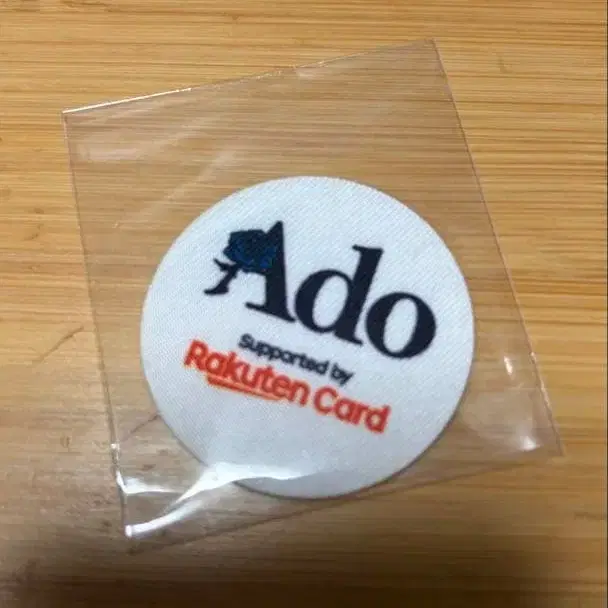 Ado
Supported by
Rakuten Card